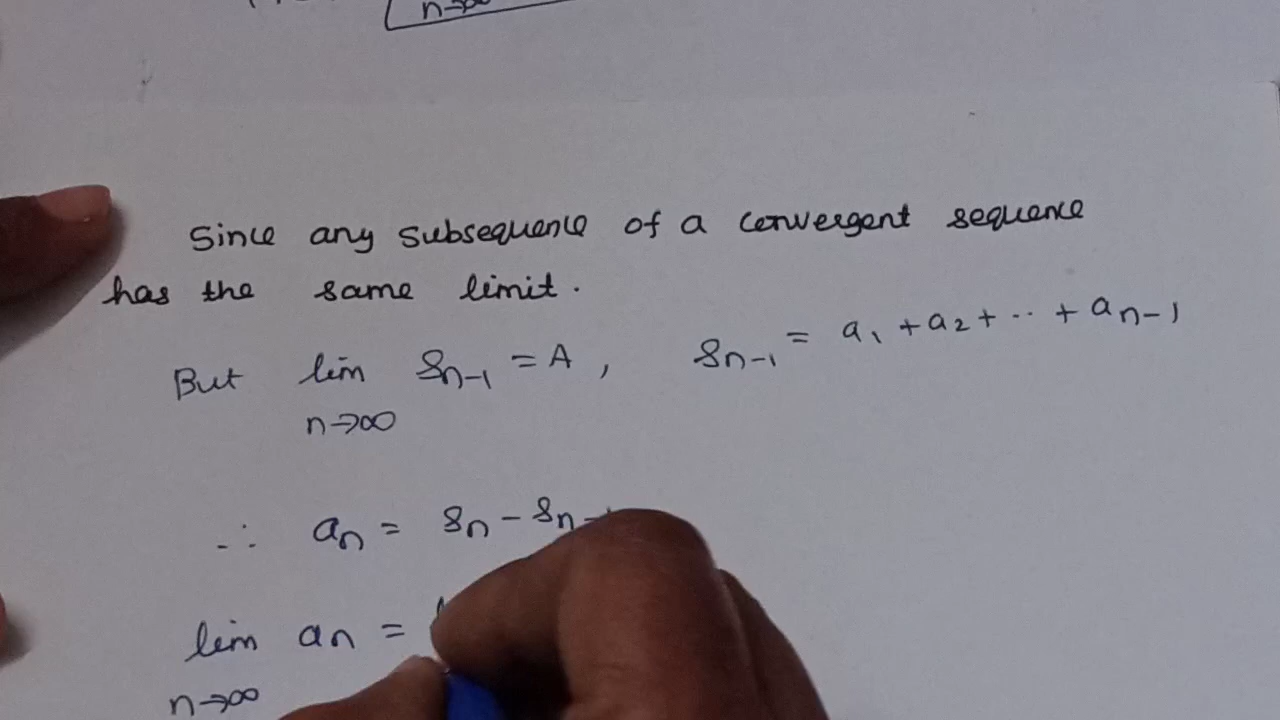 n→∞
Since any subsequence of a convergent sequence
has the same limit.
But lim Sn-1 = A, Sn-1 = a1 + a2 + ·· + an-1
n→∞
∴ an = Sn - Sn-
lim an =
n→∞